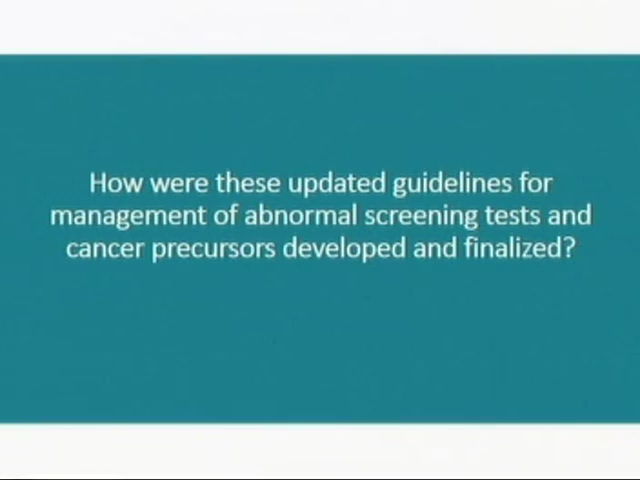 How were these updated guidelines for
management of abnormal screening tests and
cancer precursors developed and finalized?